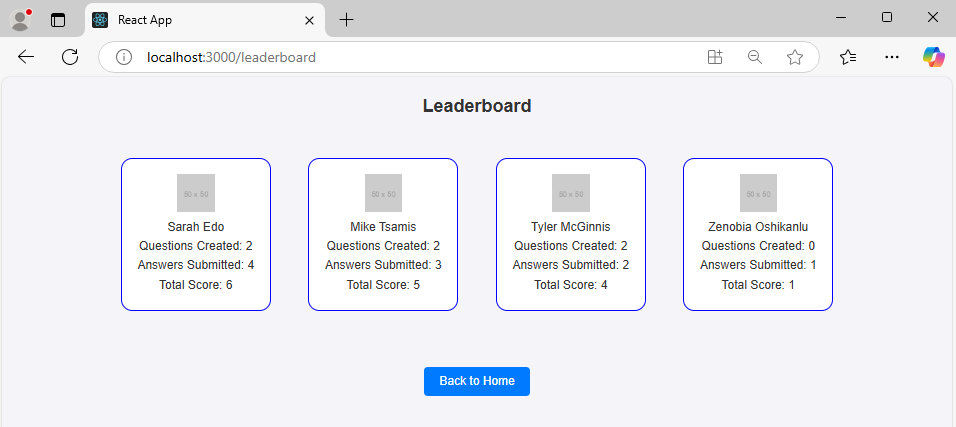 React App
localhost:3000/leaderboard
Leaderboard
50 x 50
Sarah Edo
Questions Created: 2
Answers Submitted: 4
Total Score: 6
50 x 50
Mike Tsamis
Questions Created: 2
Answers Submitted: 3
Total Score: 5
50 x 50
Tyler McGinnis
Questions Created: 2
Answers Submitted: 2
Total Score: 4
50 x 50
Zenobia Oshikanlu
Questions Created: 0
Answers Submitted: 1
Total Score: 1
Back to Home